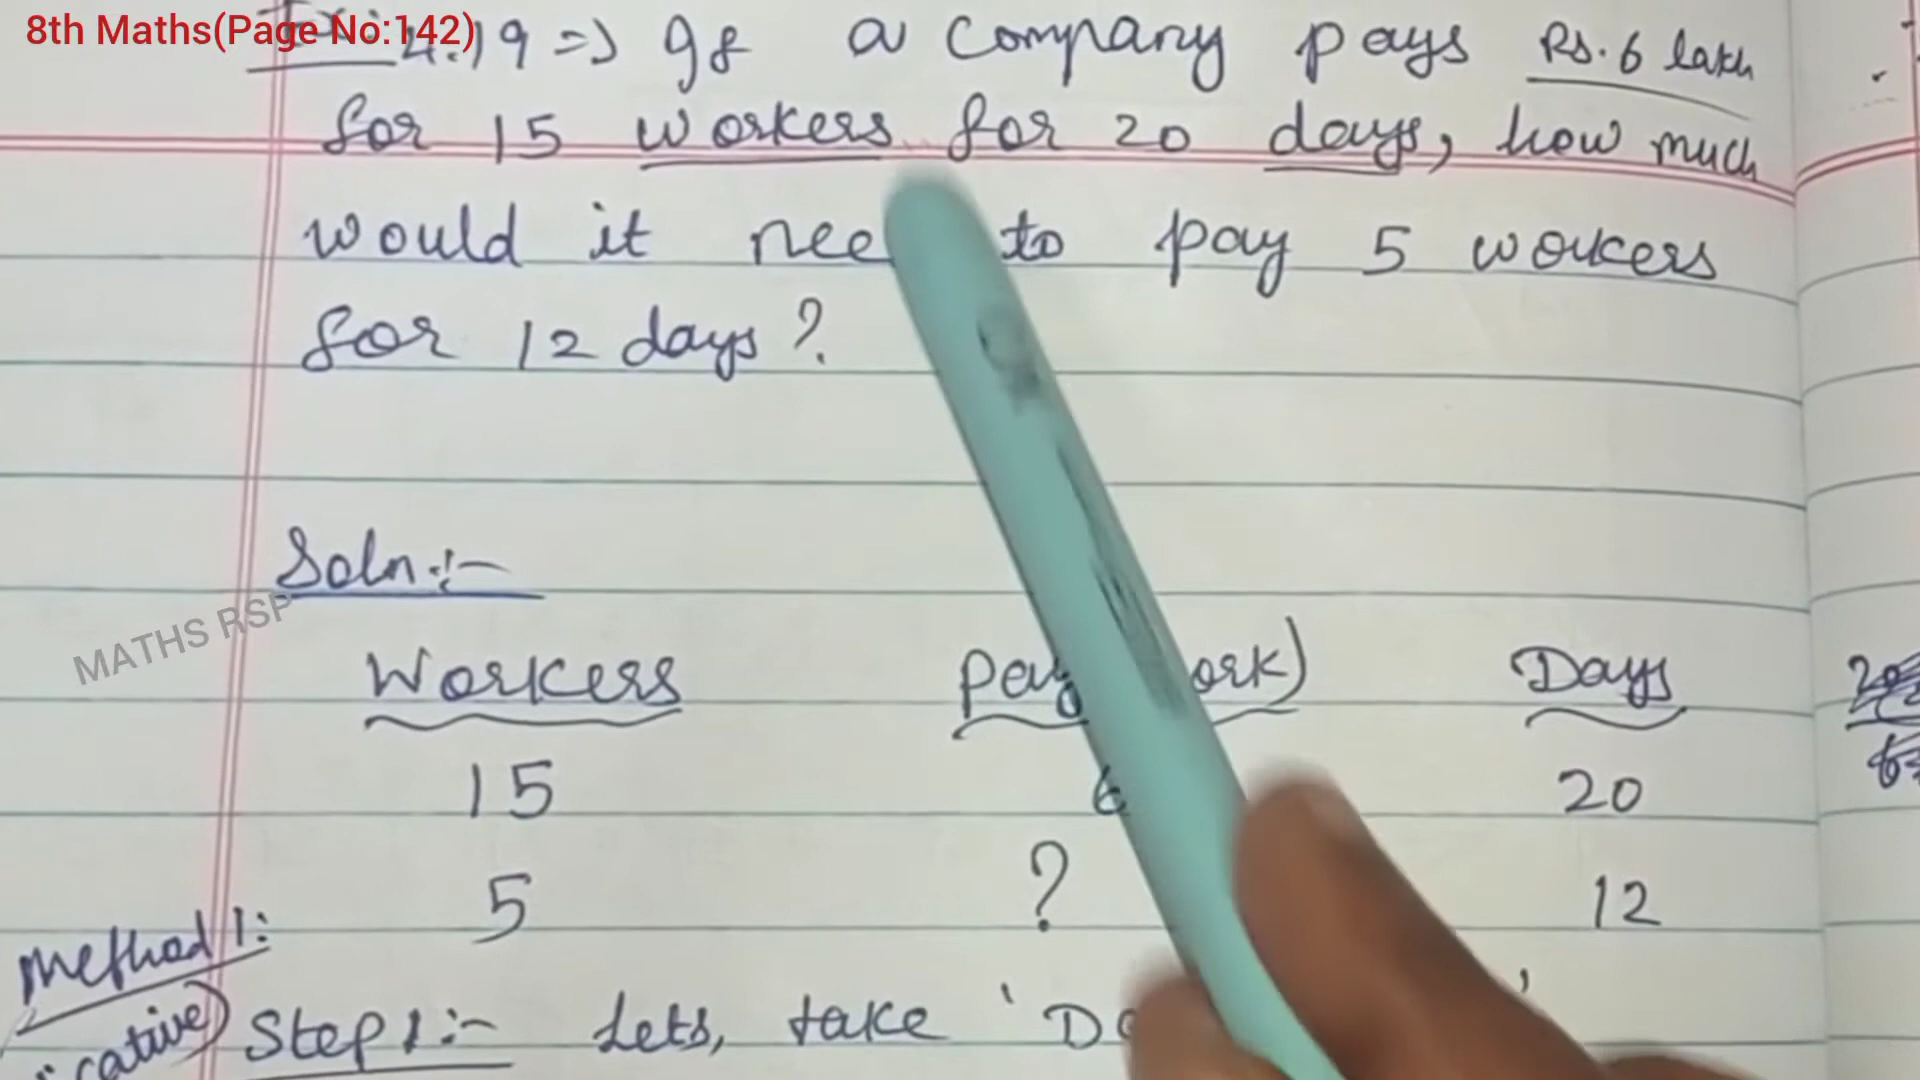 8th Maths(Page No:142)
4.19 => If a company pays Rs. 6 lakh
for 15 workers for 20 days, how much
would it nee to pay 5 workers
for 12 days?
Soln:-
MATHS RSP
Workers Pay ork) Days
15 6 20
5 ? 12
Method 1:
cative)
Step 1:- Lets, take 'D